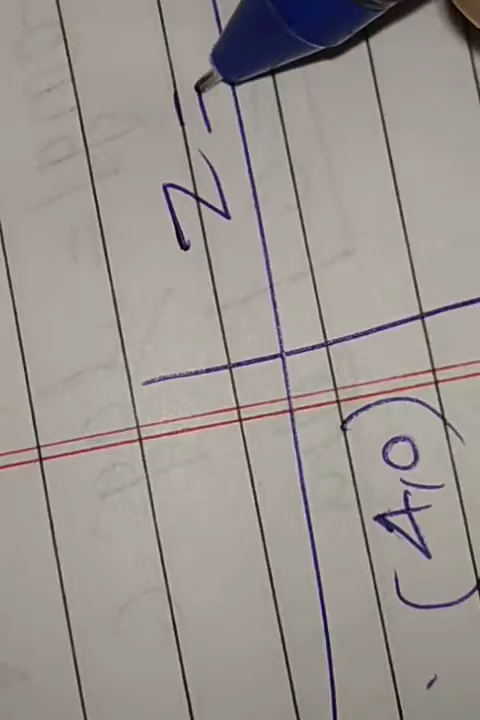 Z =
(4,0)